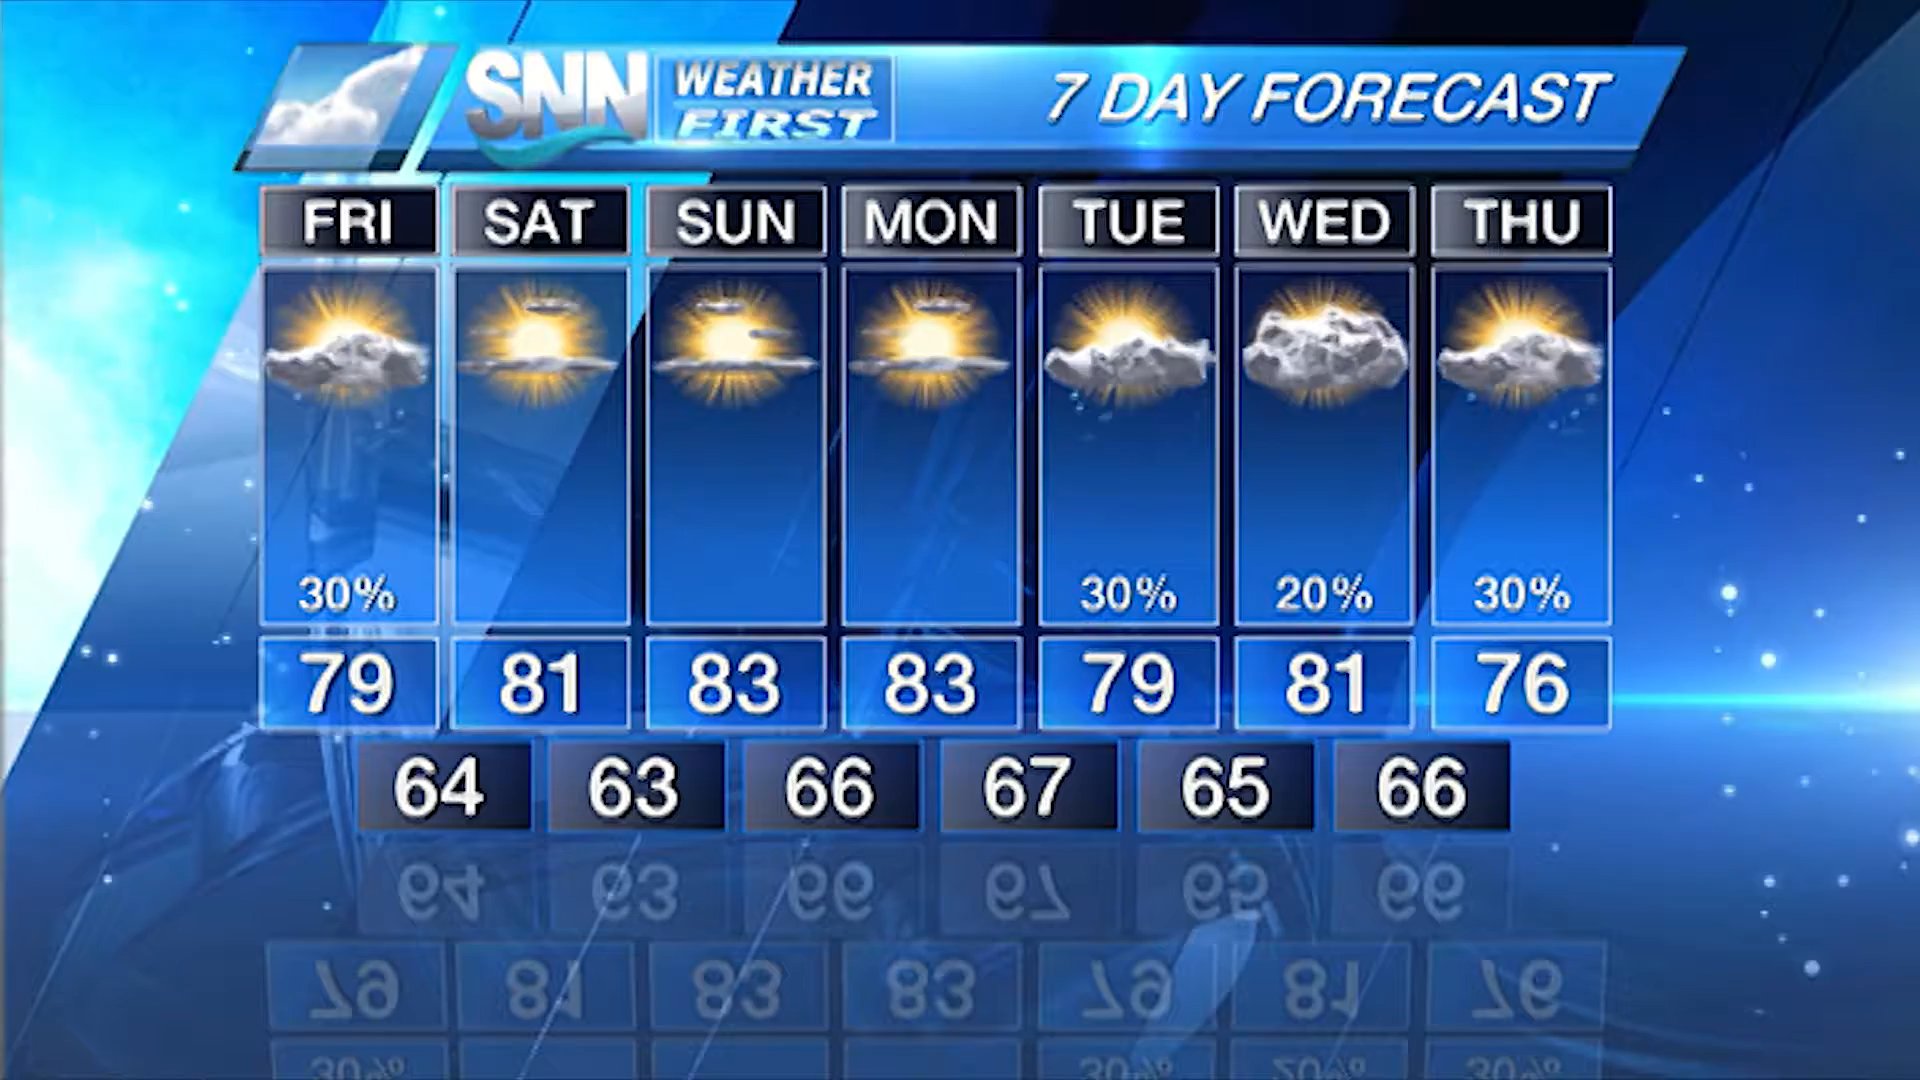 SNN WEATHER FIRST 7 DAY FORECAST
FRI SAT SUN MON TUE WED THU
30% 30% 20% 30%
79 81 83 83 79 81 76
64 63 66 67 65 66